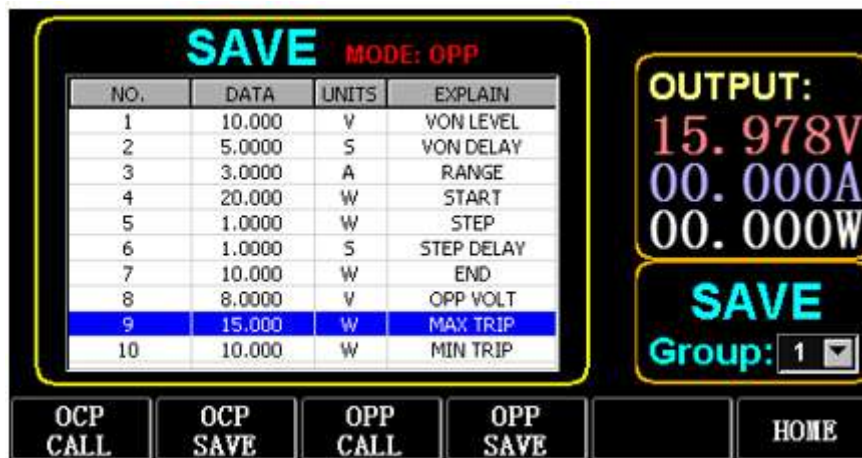 SAVE MODE: OPP
NO. DATA UNITS EXPLAIN
1 10.000 V VON LEVEL
2 5.0000 S VON DELAY
3 3.0000 A RANGE
4 20.000 W START
5 1.0000 W STEP
6 1.0000 S STEP DELAY
7 10.000 W END
8 8.0000 V OPP VOLT
9 15.000 W MAX TRIP
10 10.000 W MIN TRIP
OUTPUT:
15.978V
00.000A
00.000W
SAVE
Group: 1
OCP CALL
OCP SAVE
OPP CALL
OPP SAVE
HOME